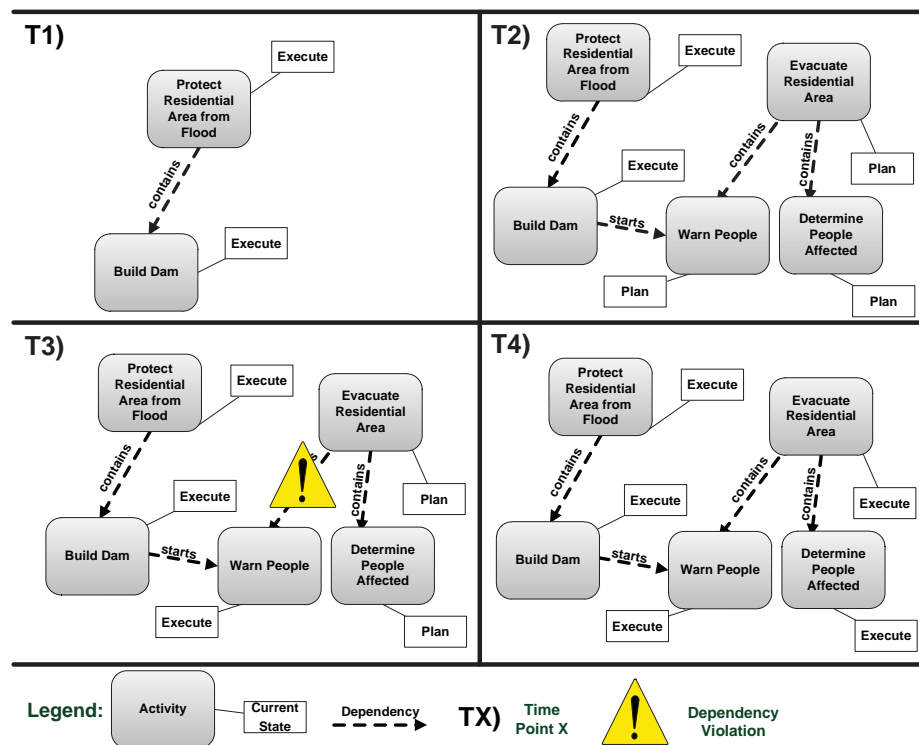 T1)
Execute
Protect
Residential
Area from
Flood
contains
Execute
Build Dam
T2)
Protect
Residential
Area from
Flood
Execute
Evacuate
Residential
Area
contains
contains
contains
Plan
Execute
Build Dam
starts
Warn People
Determine
People
Affected
Plan
Plan
T3)
Protect
Residential
Area from
Flood
Execute
Evacuate
Residential
Area
contains
contains
Plan
Execute
Build Dam
starts
Warn People
Determine
People
Affected
Execute
Plan
T4)
Protect
Residential
Area from
Flood
Execute
Evacuate
Residential
Area
contains
contains
contains
Execute
Execute
Build Dam
starts
Warn People
Determine
People
Affected
Execute
Execute
Legend:
Activity
Current
State
Dependency
TX)
Time
Point X
!
Dependency
Violation